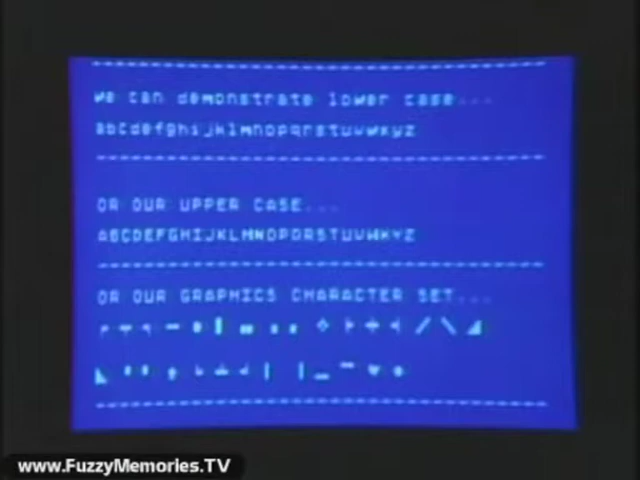 We can demonstrate lower case...
abcdefghijklmnopqrstuvwxyz
OR OUR UPPER CASE...
ABCDEFGHIJKLMNOPQRSTUVWXYZ
OR OUR GRAPHICS CHARACTER SET...
www.FuzzyMemories.TV